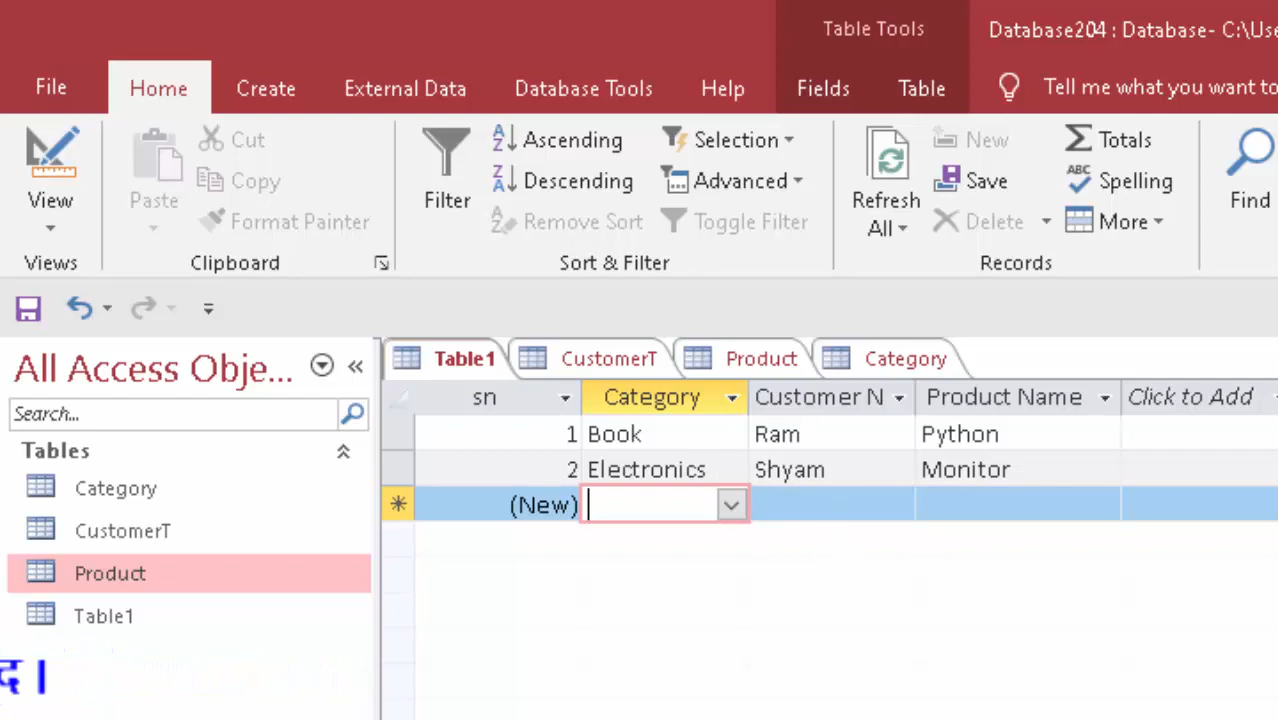 Table Tools
Database204 : Database- C:\Use
File
Home
Create
External Data
Database Tools
Help
Fields
Table
Tell me what you want to
View
Paste
Cut
Copy
Format Painter
Filter
Ascending
Descending
Remove Sort
Selection
Advanced
Toggle Filter
Refresh
All
New
Save
Delete
Totals
Spelling
More
Find
Views
Clipboard
Sort & Filter
Records
All Access Obje...
Search...
Tables
Category
CustomerT
Product
Table1
Table1
CustomerT
Product
Category
sn Category Customer N Product Name Click to Add
1 Book Ram Python
2 Electronics Shyam Monitor
(New)